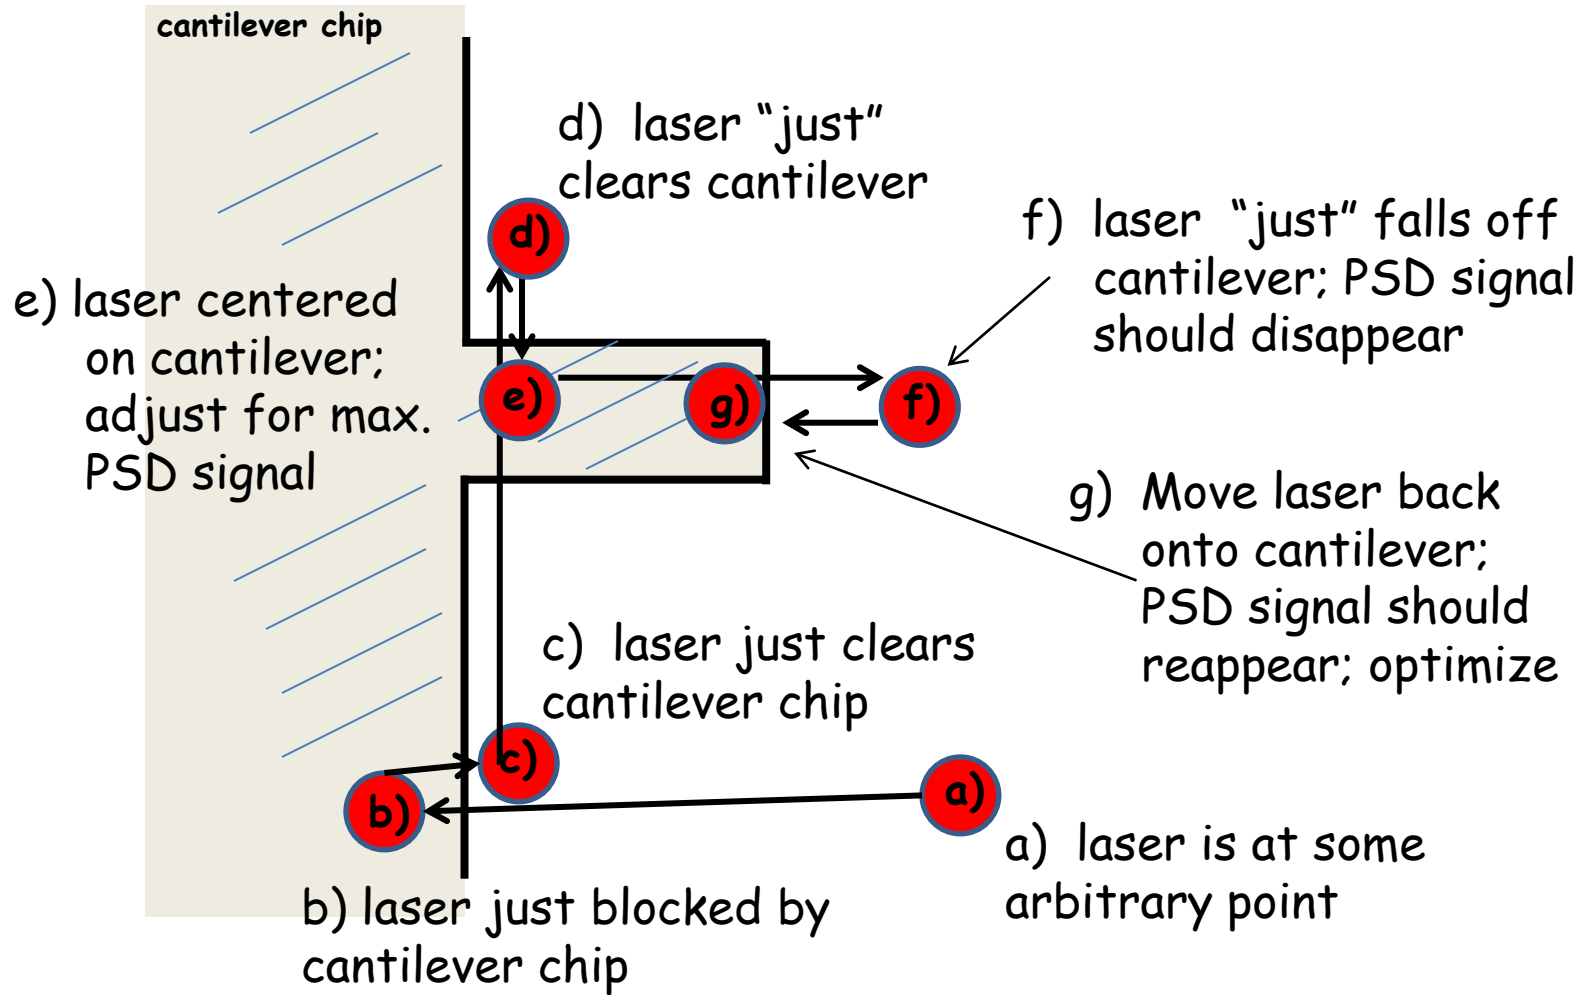 cantilever chip
d) laser “just”
clears cantilever
d)
f) laser “just” falls off
cantilever; PSD signal
should disappear
e) laser centered
on cantilever;
adjust for max.
PSD signal
e)
g)
f)
g) Move laser back
onto cantilever;
PSD signal should
reappear; optimize
c) laser just clears
cantilever chip
c)
b)
a)
a) laser is at some
arbitrary point
b) laser just blocked by
cantilever chip